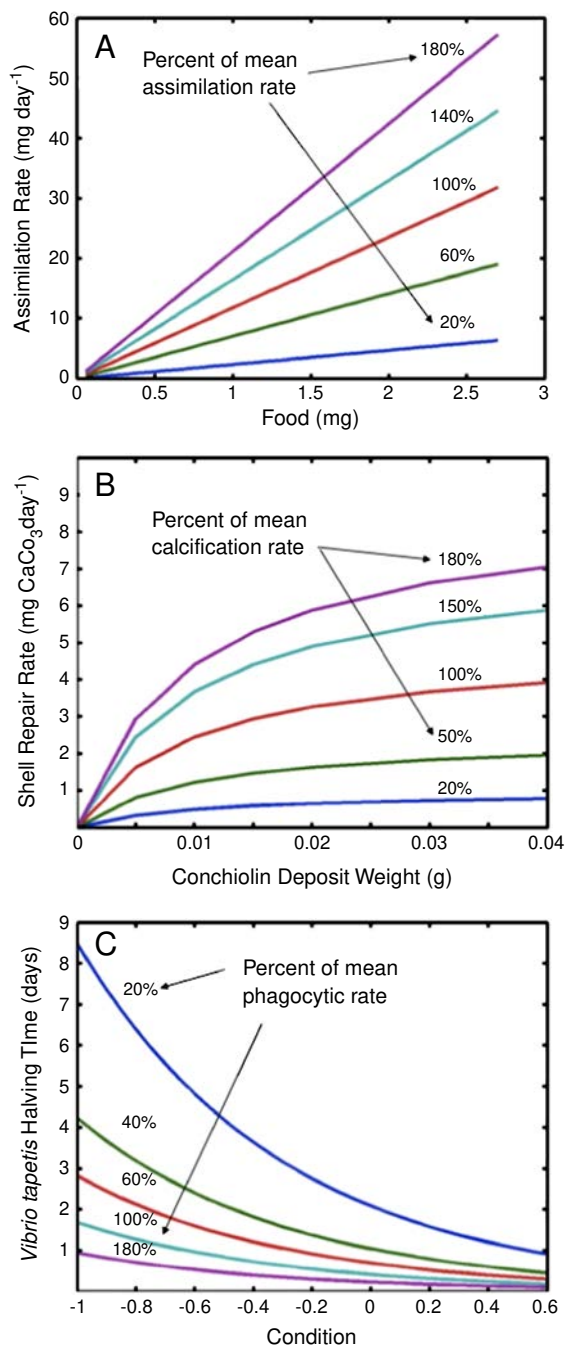 A
Percent of mean
assimilation rate
180%
140%
100%
60%
20%
60
50
40
30
20
10
0
Assimilation Rate (mg day-1)
0 0.5 1 1.5 2 2.5 3
Food (mg)
B
Percent of mean
calcification rate
180%
150%
100%
50%
20%
9
8
7
6
5
4
3
2
1
Shell Repair Rate (mg CaCo3day-1)
0 0.01 0.02 0.03 0.04
Conchiolin Deposit Weight (g)
C
Percent of mean
phagocytic rate
20%
40%
60%
100%
180%
9
8
7
6
5
4
3
2
1
Vibrio tapetis Halving TIme (days)
-1 -0.8 -0.6 -0.4 -0.2 0 0.2 0.4 0.6
Condition